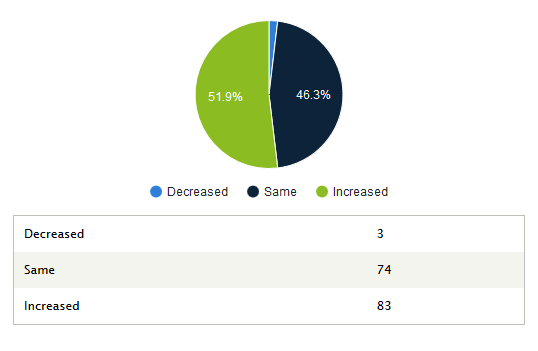 51.9%
46.3%
Decreased Same Increased
Decreased 3
Same 74
Increased 83